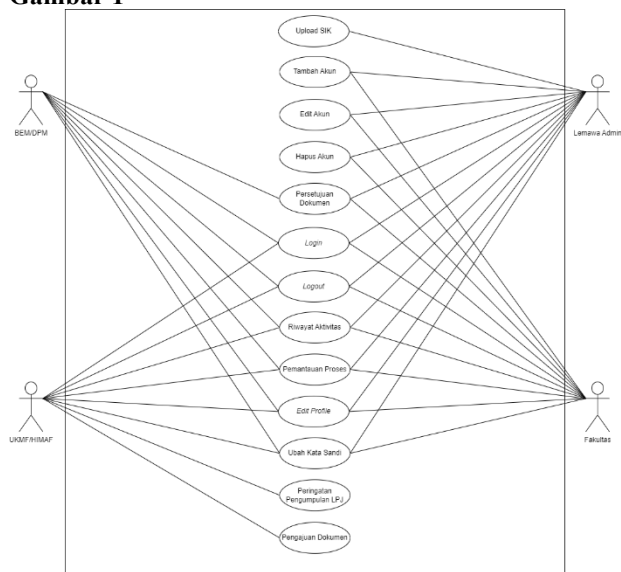 Gambar 1
Upload SIK
Tambah Akun
BEM/DPM
Lemawa Admin
Edit Akun
Hapus Akun
Persetujuan
Dokumen
Login
Logout
Riwayat Aktivitas
Pemantauan Proses
Edit Profile
UKMF/HIMAF
Fakultas
Ubah Kata Sandi
Peringatan
Pengumpulan LPJ
Pengajuan Dokumen